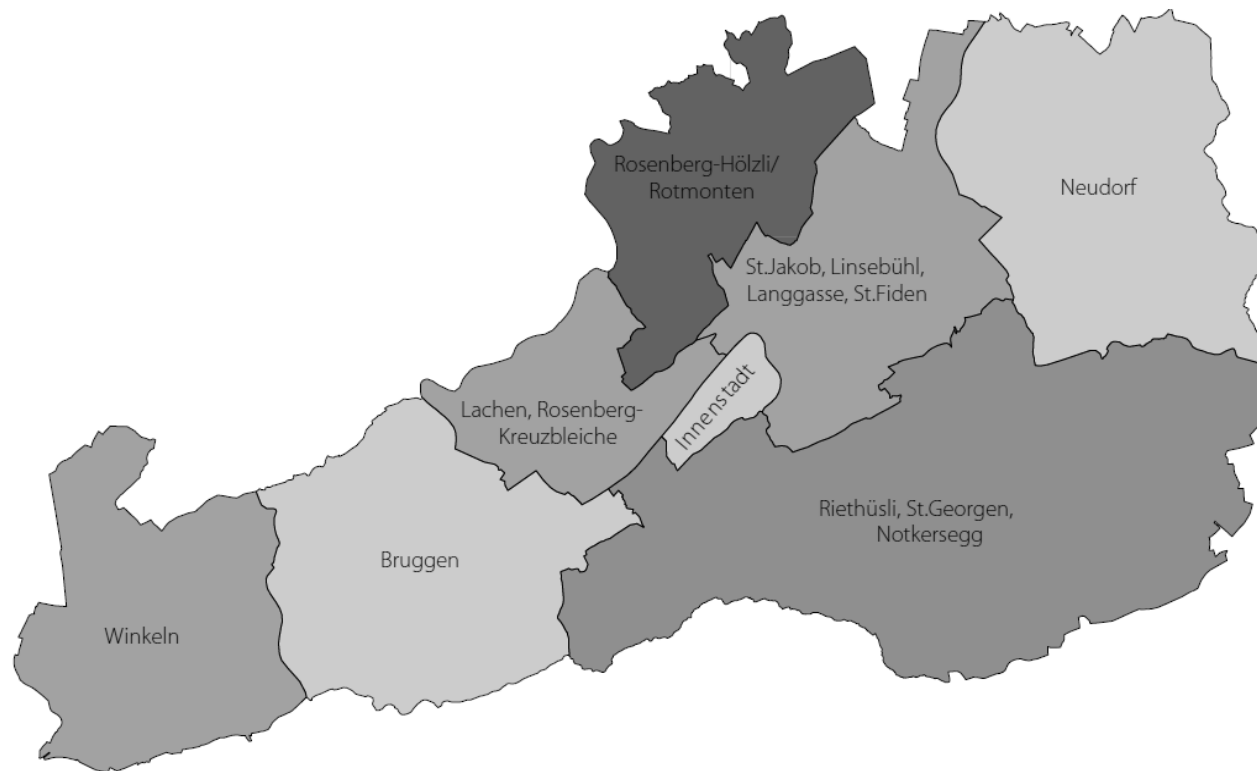 Rosenberg-Hölzli/
Rotmonten
Neudorf
St.Jakob, Linsebühl,
Langgasse, St.Fiden
Innenstadt
Lachen, Rosenberg-
Kreuzbleiche
Riethüsli, St.Georgen,
Notkersegg
Bruggen
Winkeln